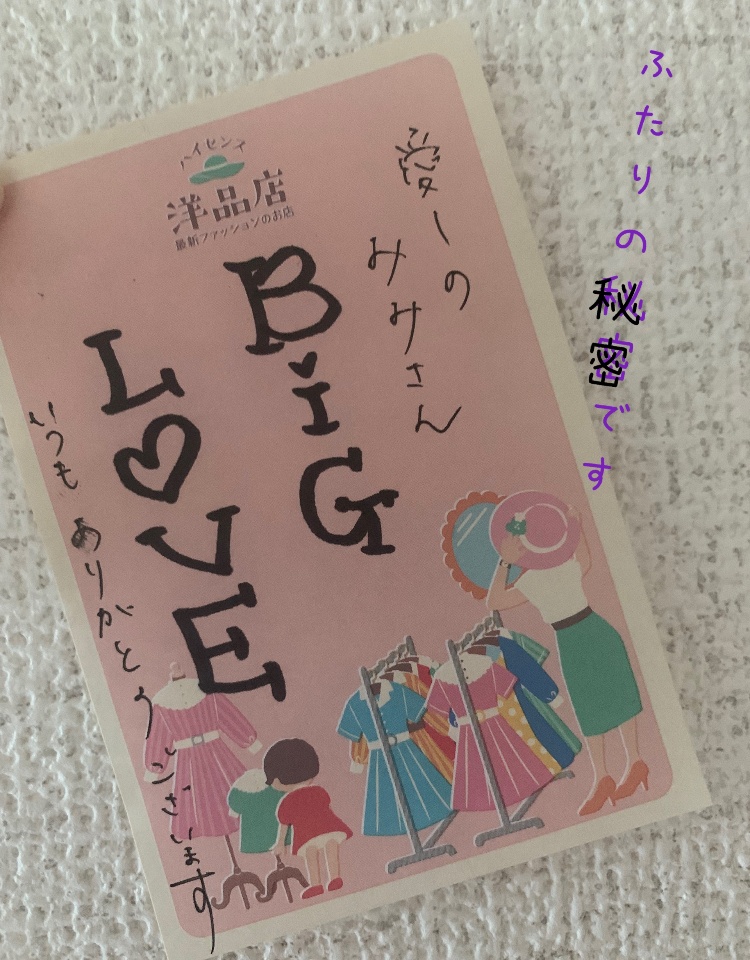 ふたりの秘密です
愛しの
みみさん
BiG
LOVE
いつも ありがとうございます
ハイセンス
洋品店
最新ファッションのお店